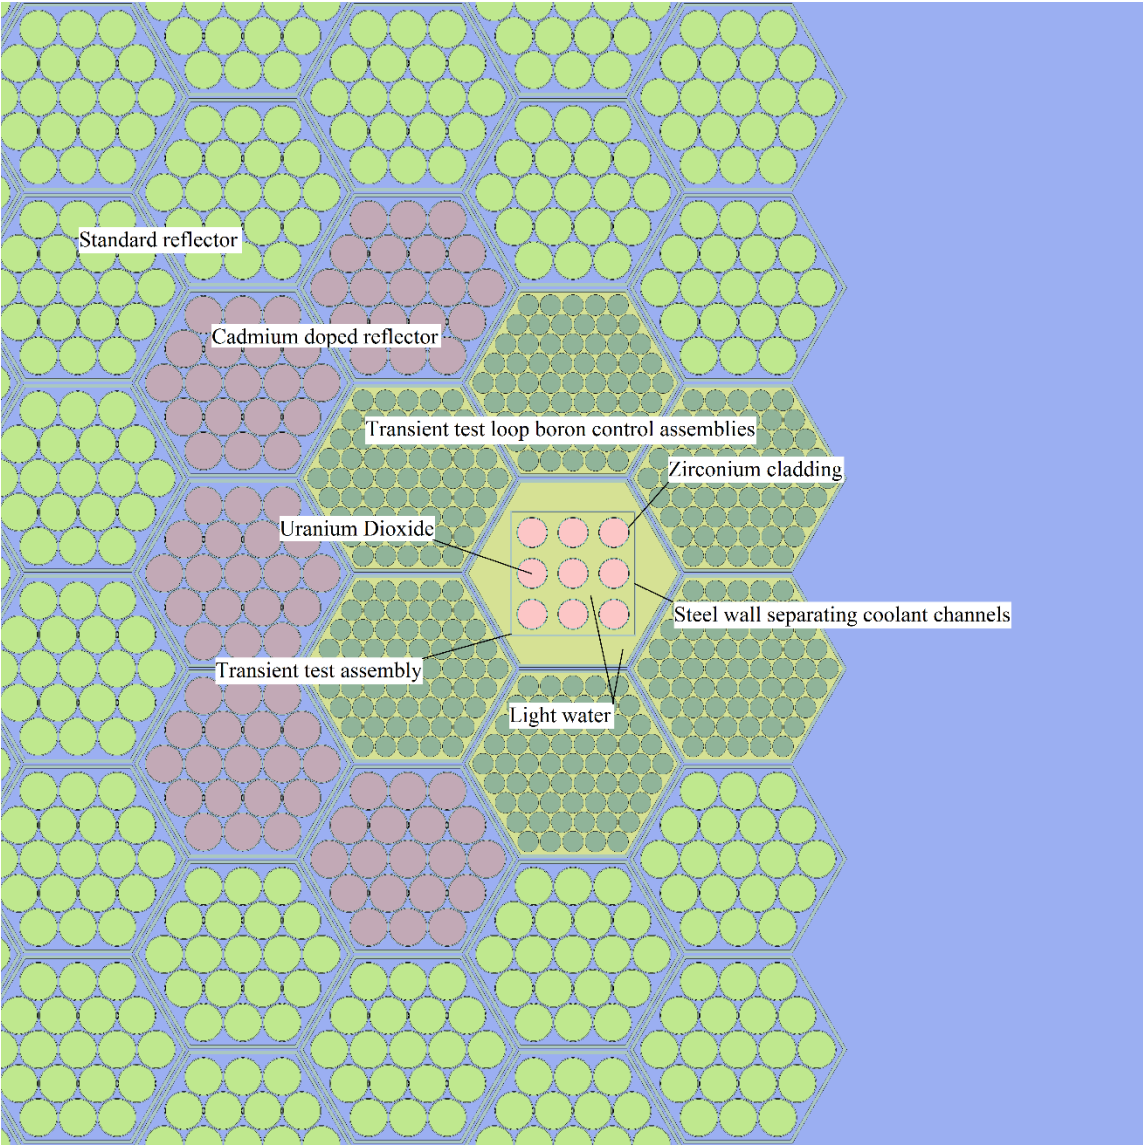 Standard reflector
Cadmium doped reflector
Transient test loop boron control assemblies
Zirconium cladding
Uranium Dioxide
Steel wall separating coolant channels
Transient test assembly
Light water